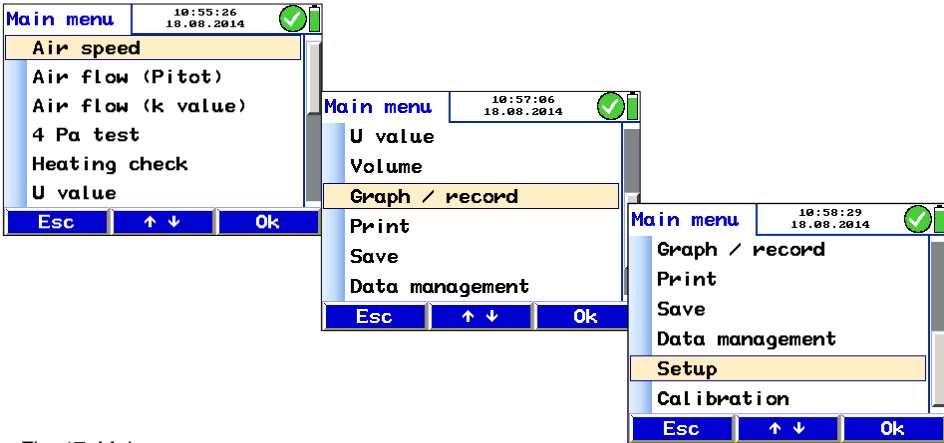 Main menu
10:55:26
18.08.2014
Air speed
Air flow (Pitot)
Air flow (k value)
4 Pa test
Heating check
U value
Esc ↑ ↓ Ok
Main menu
10:57:06
18.08.2014
U value
Volume
Graph / record
Print
Save
Data management
Esc ↑ ↓ Ok
Main menu
10:58:29
18.08.2014
Graph / record
Print
Save
Data management
Setup
Calibration
Esc ↑ ↓ Ok